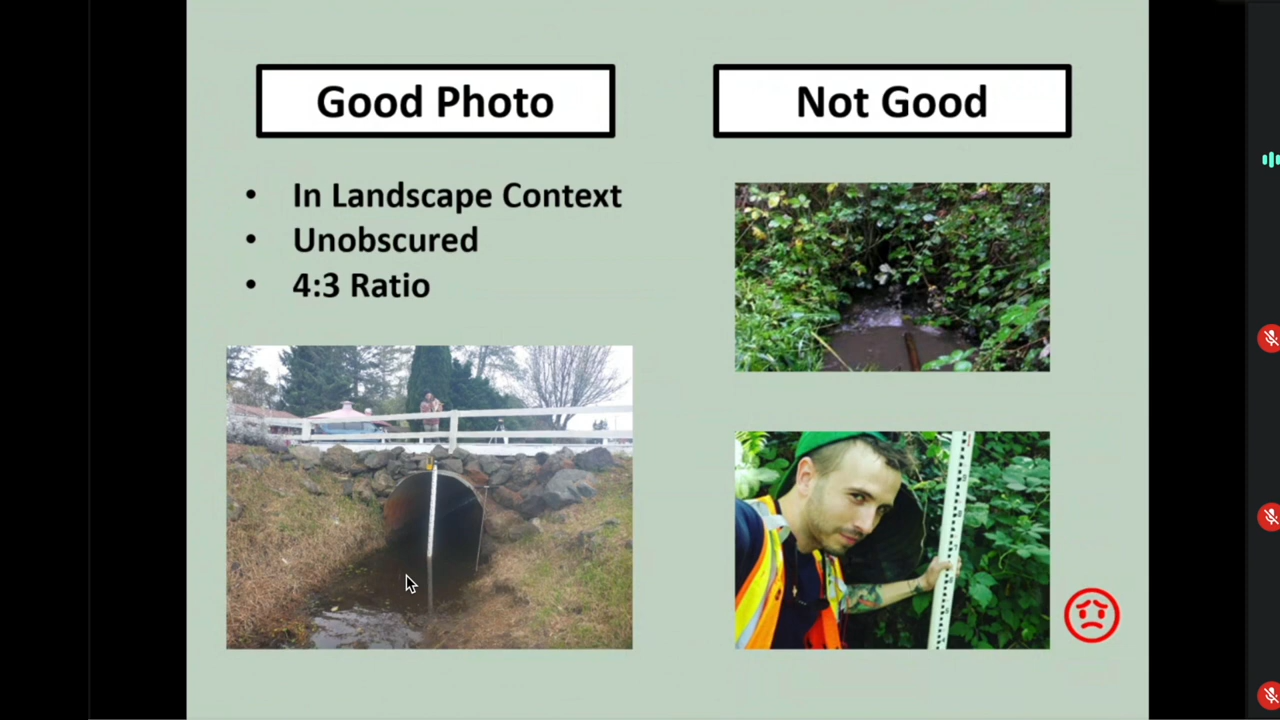 Good Photo
• In Landscape Context
• Unobscured
• 4:3 Ratio
Not Good